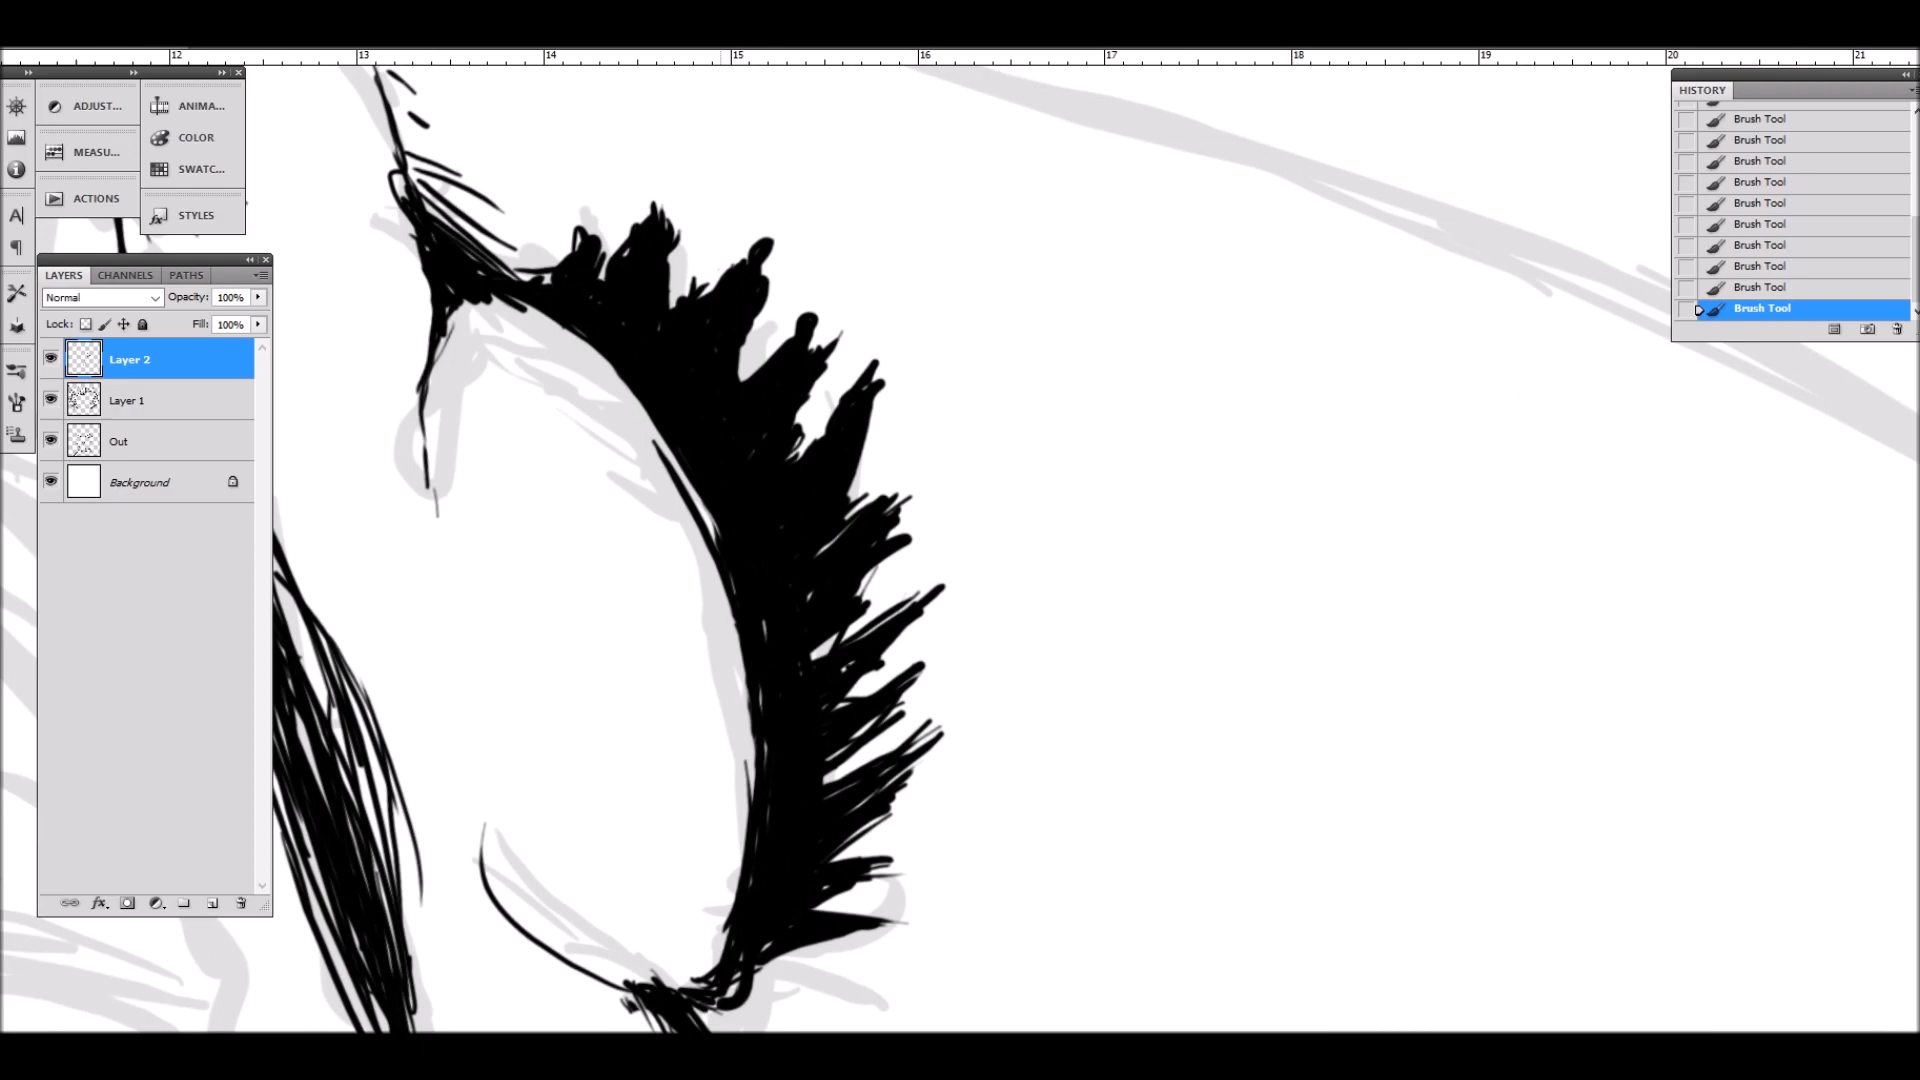 12 13 14 15 16 17 18 19 20 21
ADJUST...
MEASU...
ACTIONS
ANIMA...
COLOR
SWATC...
STYLES
LAYERS CHANNELS PATHS
Normal Opacity: 100%
Lock: Fill: 100%
Layer 2
Layer 1
Out
Background
HISTORY
Brush Tool
Brush Tool
Brush Tool
Brush Tool
Brush Tool
Brush Tool
Brush Tool
Brush Tool
Brush Tool
Brush Tool